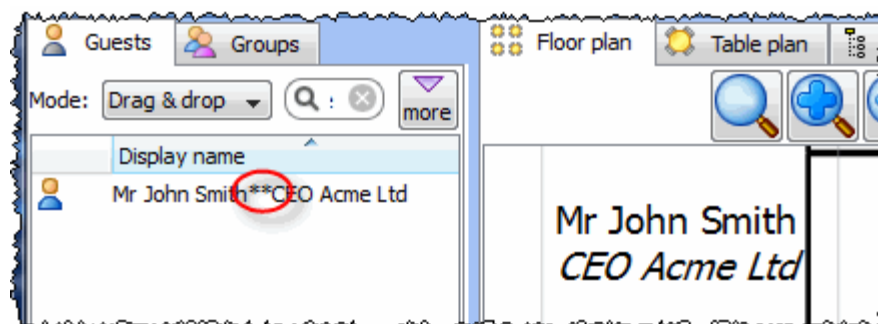 Guests
Groups
Floor plan
Table plan
Mode:
Drag & drop
more
Display name
Mr John Smith**CEO Acme Ltd
Mr John Smith
CEO Acme Ltd